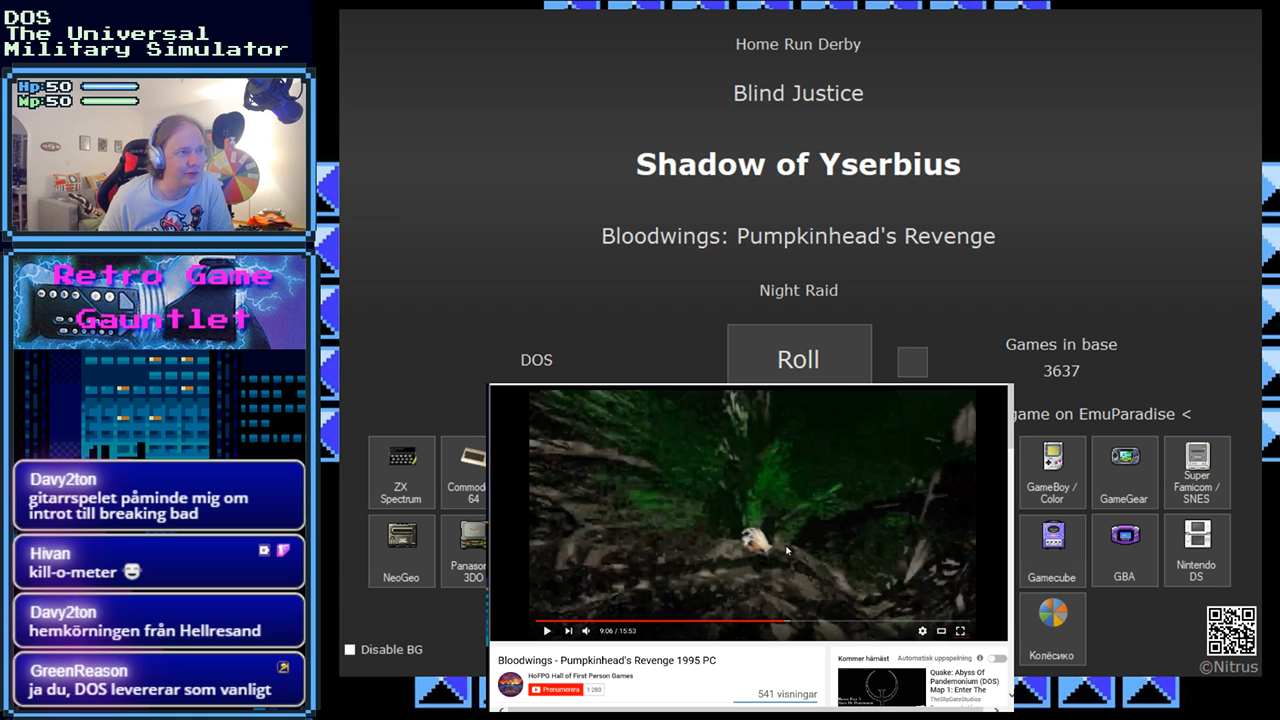 DOS
The Universal
Military Simulator
Hp:50
Mp:50
Retro Game
Gauntlet
Davy2ton
gitarrspelet påminde mig om
introt till breaking bad
Hivan
kill-o-meter
Davy2ton
hemkörningen från Hellresand
GreenReason
ja du, DOS levererar som vanligt
Home Run Derby
Blind Justice
Shadow of Yserbius
Bloodwings: Pumpkinhead's Revenge
Night Raid
DOS
Roll
Games in base
3637
game on EmuParadise <
ZX
Spectrum
Commod
64
NeoGeo
Panaso
3DO
GameBoy /
Color
GameGear
Super
Famicom /
SNES
Gamecube
GBA
Nintendo
DS
Колёсико
Disable BG
©Nitrus
9:06 / 15:53
Bloodwings - Pumpkinhead's Revenge 1995 PC
HoFPG Hall of First Person Games
Prenumerera 1 280
541 visningar
Kommer härnäst
Automatisk uppspelning
Quake: Abyss Of
Pandemonium (DOS)
Map 1: Enter The
TheSlipGateStudios